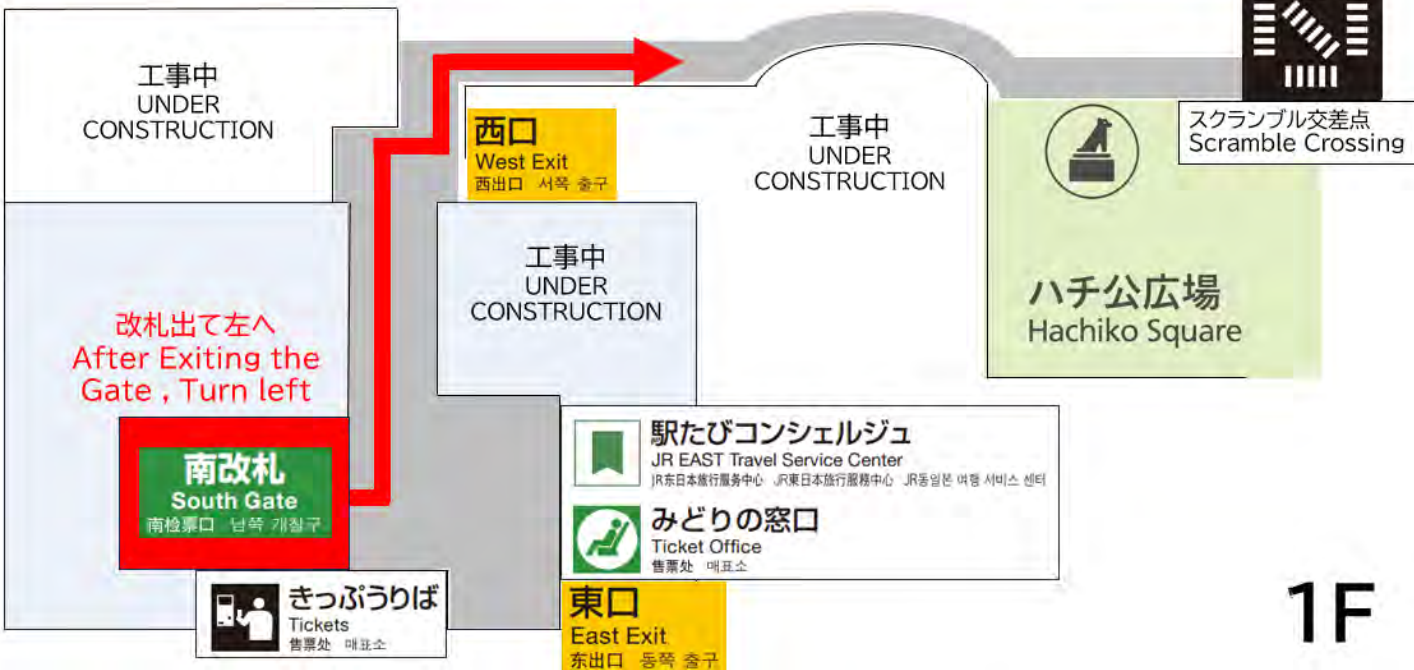 工事中
UNDER
CONSTRUCTION
西口
West Exit
西出口 서쪽 출구
工事中
UNDER
CONSTRUCTION
スクランブル交差点
Scramble Crossing
工事中
UNDER
CONSTRUCTION
ハチ公広場
Hachiko Square
改札出て左へ
After Exiting the
Gate , Turn left
南改札
South Gate
南检票口 남쪽 개찰구
駅たびコンシェルジュ
JR EAST Travel Service Center
JR东日本旅行服务中心 JR東日本旅行服務中心 JR동일본 여행 서비스 센터
みどりの窓口
Ticket Office
售票处 매표소
きっぷうりば
Tickets
售票处 매표소
東口
East Exit
东出口 동쪽 출구
1F